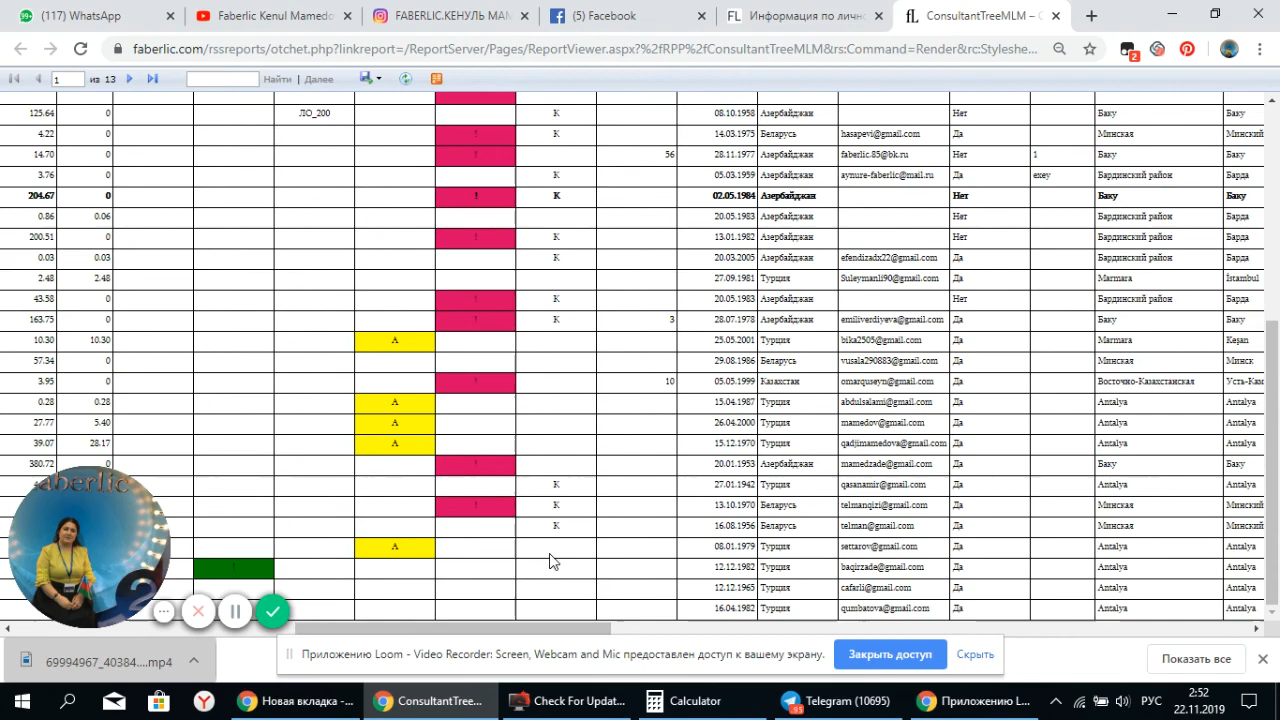 (117) WhatsApp
Faberlic Kenul Mamedo
FABERLIC.КЕНУЛЬ МАМ
(5) Facebook
Информация по лично
ConsultantTreeMLM – C
faberlic.com/rssreports/otchet.php?linkreport=/ReportServer/Pages/ReportViewer.aspx?%2fRPP%2fConsultantTreeMLM&rs:Command=Render&rc:Styleshe...
2
1 из 13 Найти | Далее
125.64 0 ЛО_200 K 08.10.1958 Азербайджан Нет Баку Баку
4.22 0 ! K 14.03.1975 Беларусь hasapevi@gmail.com Да Минская Минский
14.70 0 ! 56 28.11.1977 Азербайджан faberlic.85@bk.ru Нет 1 Баку Баку
3.76 0 K 05.03.1959 Азербайджан aynure-faberlic@mail.ru Да exey Бардинский район Барда
204.67 0 ! K 02.05.1984 Азербайджан Нет Баку Баку
0.86 0.06 20.05.1983 Нет Бардинский район Барда
200.51 0 ! K 13.01.1982 Азербайджан Нет Бардинский район Барда
0.03 0.03 K 20.03.2005 Азербайджан efendizadx22@gmail.com Да Бардинский район Барда
2.48 2.48 27.09.1981 Турция Suleymanli90@gmail.com Да Marmara İstambul
43.58 0 ! K 20.05.1983 Азербайджан Нет Бардинский район Барда
163.75 0 ! K 3 28.07.1978 Азербайджан emiliverdiyeva@gmail.com Да Баку Баку
10.30 10.30 A 25.05.2001 Турция bika2505@gmail.com Да Marmara Keşan
57.34 0 29.08.1986 Беларусь vusala290883@gmail.com Да Минская Минск
3.95 0 ! 10 05.05.1999 Казахстан omarquseyn@gmail.com Да Восточно-Казахстанская Усть-Кам
0.28 0.28 A 15.04.1987 Турция abdulsalami@gmail.com Да Antalya Antalya
27.77 5.40 A 26.04.2000 Турция mamedov@gmail.com Да Antalya Antalya
39.07 28.17 A 15.12.1970 Турция qadjimamedova@gmail.com Да Antalya Antalya
380.72 0 ! 20.01.1953 Азербайджан mamedzade@gmail.com Да Баку Баку
K 27.01.1942 Турция qasanamir@gmail.com Да Antalya Antalya
! K 13.10.1970 Беларусь telmanqizi@gmail.com Да Минская Минский
K 16.08.1956 Беларусь telman@gmail.com Да Минская Минский
A 08.01.1979 Турция settarov@gmail.com Да Antalya Antalya
! 12.12.1982 Турция baqirzade@gmail.com Да Antalya Antalya
12.12.1965 Турция cafarli@gmail.com Да Antalya Antalya
16.04.1982 Турция qumbatova@gmail.com Да Antalya Antalya
faberlic
2
69994967_40384....mp4
Приложению Loom - Video Recorder: Screen, Webcam and Mic предоставлен доступ к вашему экрану.
Закрыть доступ
Скрыть
Показать все
Новая вкладка -...
ConsultantTree...
Check For Updat...
Calculator
Telegram (10695)
Приложению L...
РУС
2:52
22.11.2019